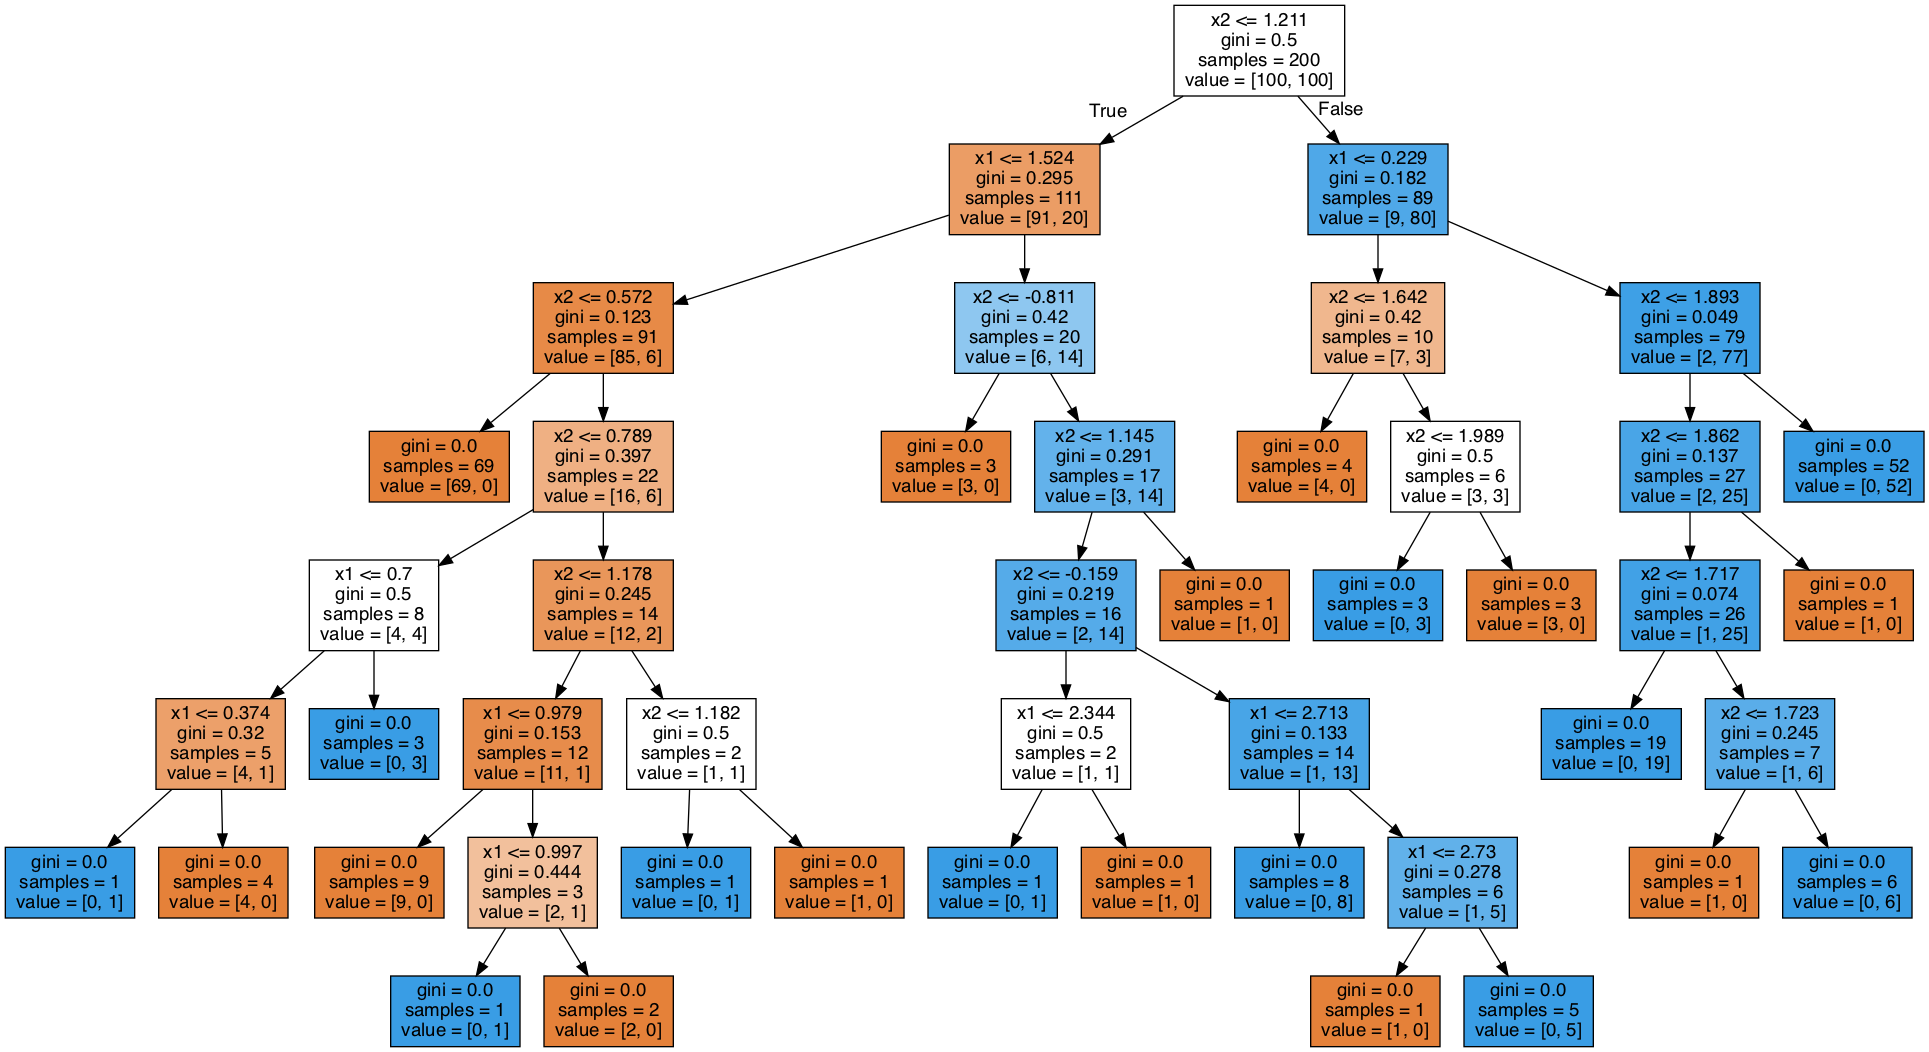 x2 <= 1.211
gini = 0.5
samples = 200
value = [100, 100]
True
False
x1 <= 1.524
gini = 0.295
samples = 111
value = [91, 20]
x1 <= 0.229
gini = 0.182
samples = 89
value = [9, 80]
x2 <= 0.572
gini = 0.123
samples = 91
value = [85, 6]
x2 <= -0.811
gini = 0.42
samples = 20
value = [6, 14]
x2 <= 1.642
gini = 0.42
samples = 10
value = [7, 3]
x2 <= 1.893
gini = 0.049
samples = 79
value = [2, 77]
gini = 0.0
samples = 69
value = [69, 0]
x2 <= 0.789
gini = 0.397
samples = 22
value = [16, 6]
gini = 0.0
samples = 3
value = [3, 0]
x2 <= 1.145
gini = 0.291
samples = 17
value = [3, 14]
gini = 0.0
samples = 4
value = [4, 0]
x2 <= 1.989
gini = 0.5
samples = 6
value = [3, 3]
x2 <= 1.862
gini = 0.137
samples = 27
value = [2, 25]
gini = 0.0
samples = 52
value = [0, 52]
x1 <= 0.7
gini = 0.5
samples = 8
value = [4, 4]
x2 <= 1.178
gini = 0.245
samples = 14
value = [12, 2]
x2 <= -0.159
gini = 0.219
samples = 16
value = [2, 14]
gini = 0.0
samples = 1
value = [1, 0]
gini = 0.0
samples = 3
value = [0, 3]
gini = 0.0
samples = 3
value = [3, 0]
x2 <= 1.717
gini = 0.074
samples = 26
value = [1, 25]
gini = 0.0
samples = 1
value = [1, 0]
x1 <= 0.374
gini = 0.32
samples = 5
value = [4, 1]
gini = 0.0
samples = 3
value = [0, 3]
x1 <= 0.979
gini = 0.153
samples = 12
value = [11, 1]
x2 <= 1.182
gini = 0.5
samples = 2
value = [1, 1]
x1 <= 2.344
gini = 0.5
samples = 2
value = [1, 1]
x1 <= 2.713
gini = 0.133
samples = 14
value = [1, 13]
gini = 0.0
samples = 19
value = [0, 19]
x2 <= 1.723
gini = 0.245
samples = 7
value = [1, 6]
gini = 0.0
samples = 1
value = [0, 1]
gini = 0.0
samples = 4
value = [4, 0]
gini = 0.0
samples = 9
value = [9, 0]
x1 <= 0.997
gini = 0.444
samples = 3
value = [2, 1]
gini = 0.0
samples = 1
value = [0, 1]
gini = 0.0
samples = 1
value = [1, 0]
gini = 0.0
samples = 1
value = [0, 1]
gini = 0.0
samples = 1
value = [1, 0]
gini = 0.0
samples = 8
value = [0, 8]
x1 <= 2.73
gini = 0.278
samples = 6
value = [1, 5]
gini = 0.0
samples = 1
value = [1, 0]
gini = 0.0
samples = 6
value = [0, 6]
gini = 0.0
samples = 1
value = [0, 1]
gini = 0.0
samples = 2
value = [2, 0]
gini = 0.0
samples = 1
value = [1, 0]
gini = 0.0
samples = 5
value = [0, 5]